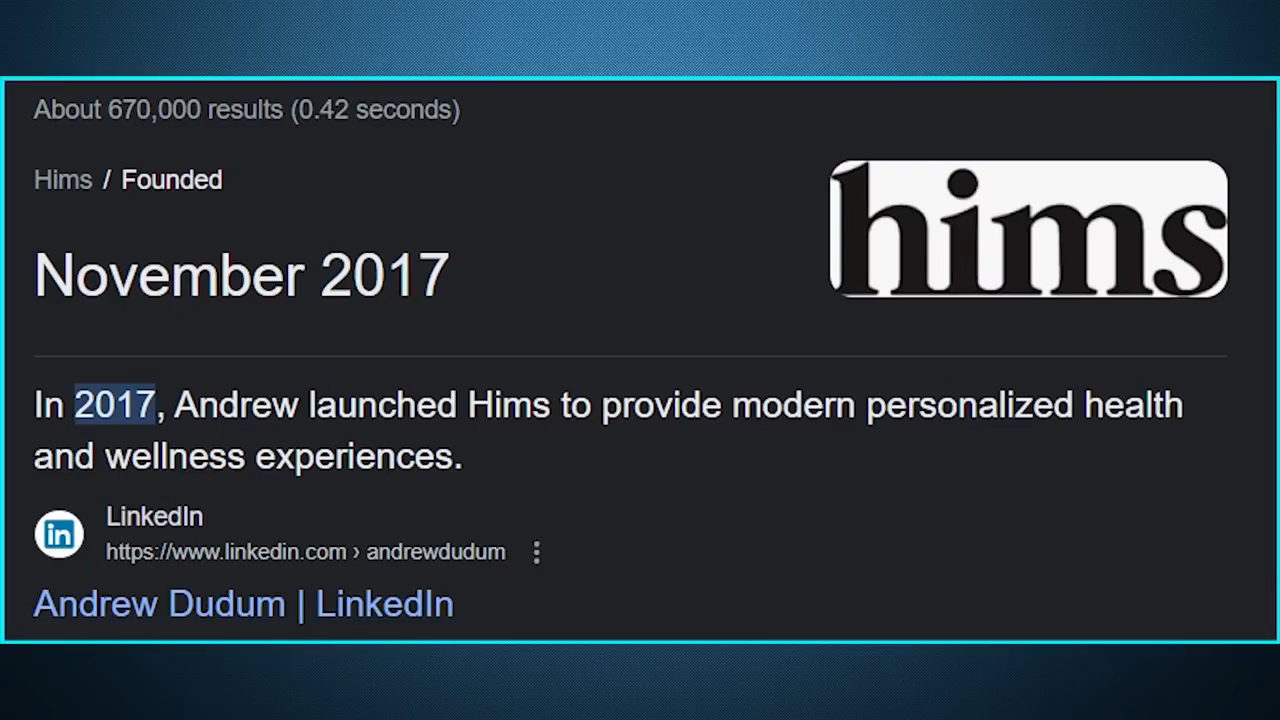 About 670,000 results (0.42 seconds)
Hims / Founded
hims
November 2017
In 2017, Andrew launched Hims to provide modern personalized health
and wellness experiences.
in
LinkedIn
https://www.linkedin.com › andrewdudum
Andrew Dudum | LinkedIn